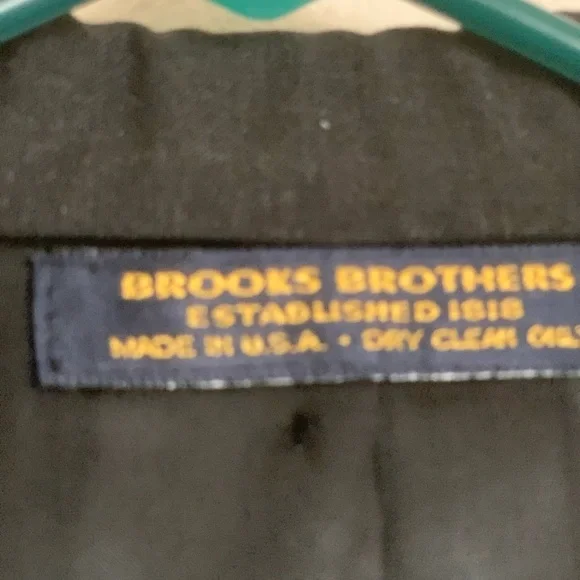 BROOKS BROTHERS
ESTABLISHED 1818
MADE IN U.S.A. • DRY CLEAN ONLY